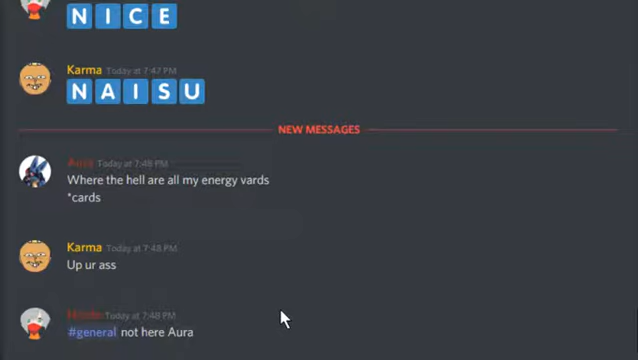 NICE
Karma Today at 7:47 PM
NAISU
NEW MESSAGES
Aura Today at 7:48 PM
Where the hell are all my energy vards
*cards
Karma Today at 7:48 PM
Up ur ass
Today at 7:48 PM
#general not here Aura